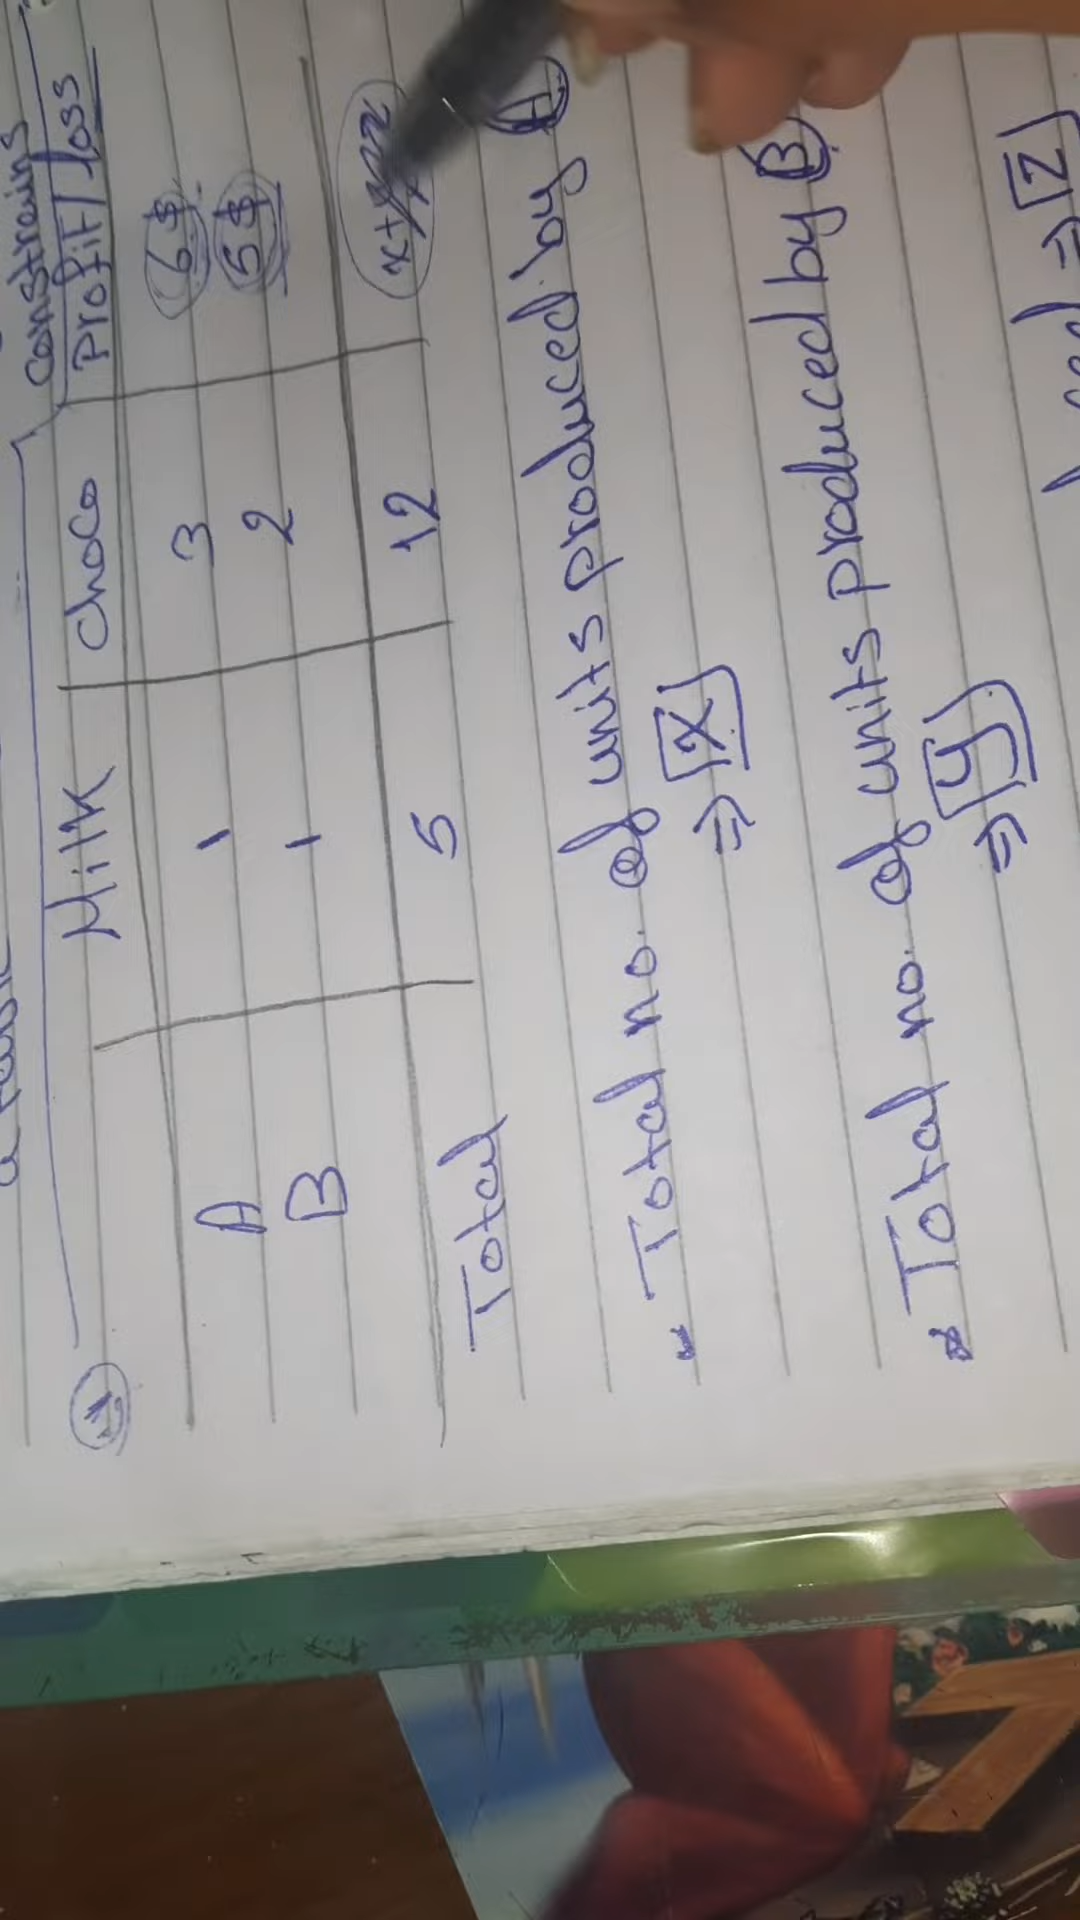 constrains
Milk Choco Profit/loss
A 1 3 6$
B 1 2 5$
Total 5 12
Total no. of units produced by A
⇒ x
Total no. of units produced by B
⇒ y
⇒ Z